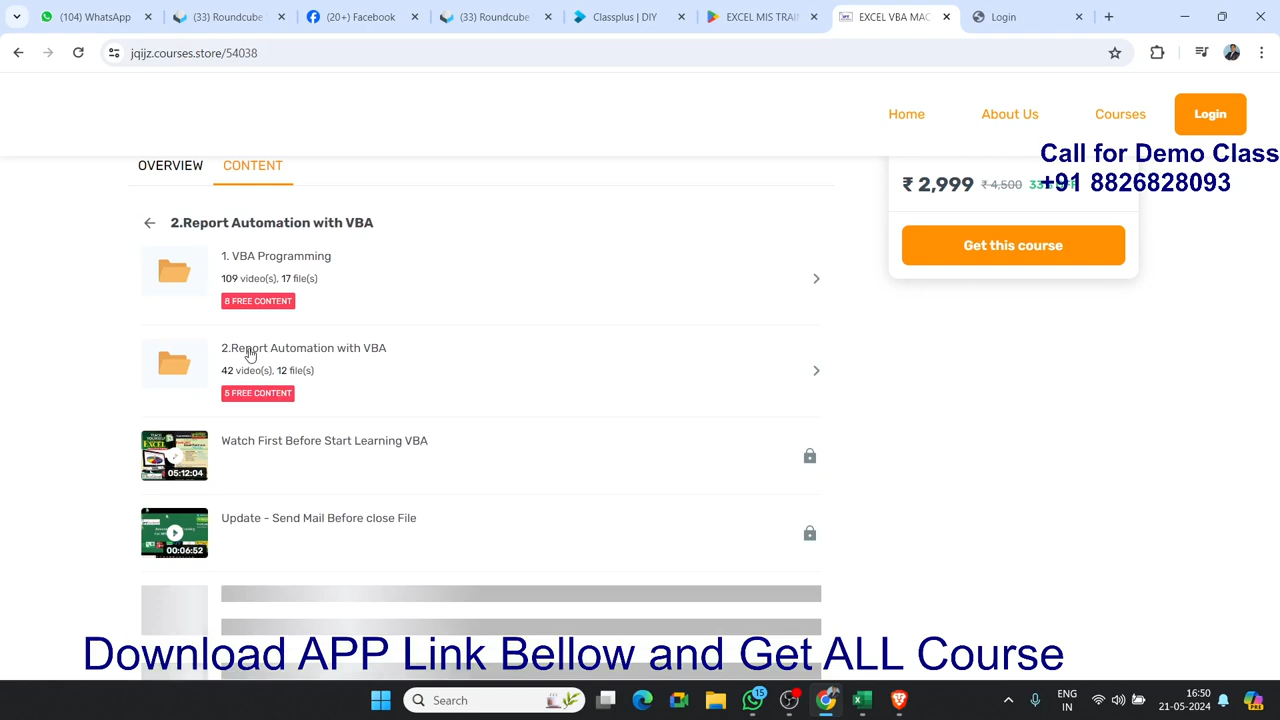 (104) WhatsApp
(33) Roundcube
(20+) Facebook
(33) Roundcube
Classplus | DIY
EXCEL MIS TRAI
EXCEL VBA MAC
Login
jqijz.courses.store/54038
Home
About Us
Courses
Login
Call for Demo Class
+91 8826828093
OVERVIEW
CONTENT
₹ 2,999
₹ 4,500
2.Report Automation with VBA
Get this course
1. VBA Programming
109 video(s), 17 file(s)
8 FREE CONTENT
2.Report Automation with VBA
42 video(s), 12 file(s)
5 FREE CONTENT
Watch First Before Start Learning VBA
05:12:04
Update - Send Mail Before close File
00:06:52
Download APP Link Bellow and Get ALL Course
Search
15
ENG
IN
16:50
21-05-2024